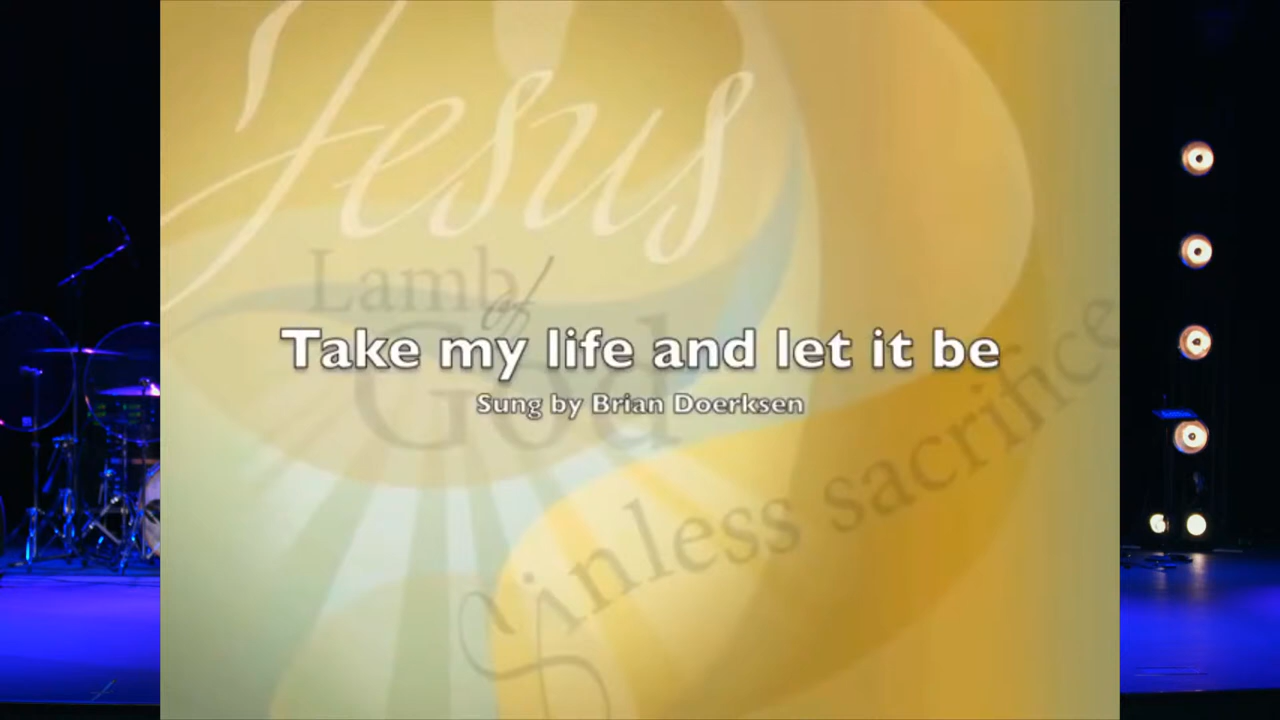 Jesus
Lamb of
God
Take my life and let it be
Sung by Brian Doerksen
Sinless sacrifice